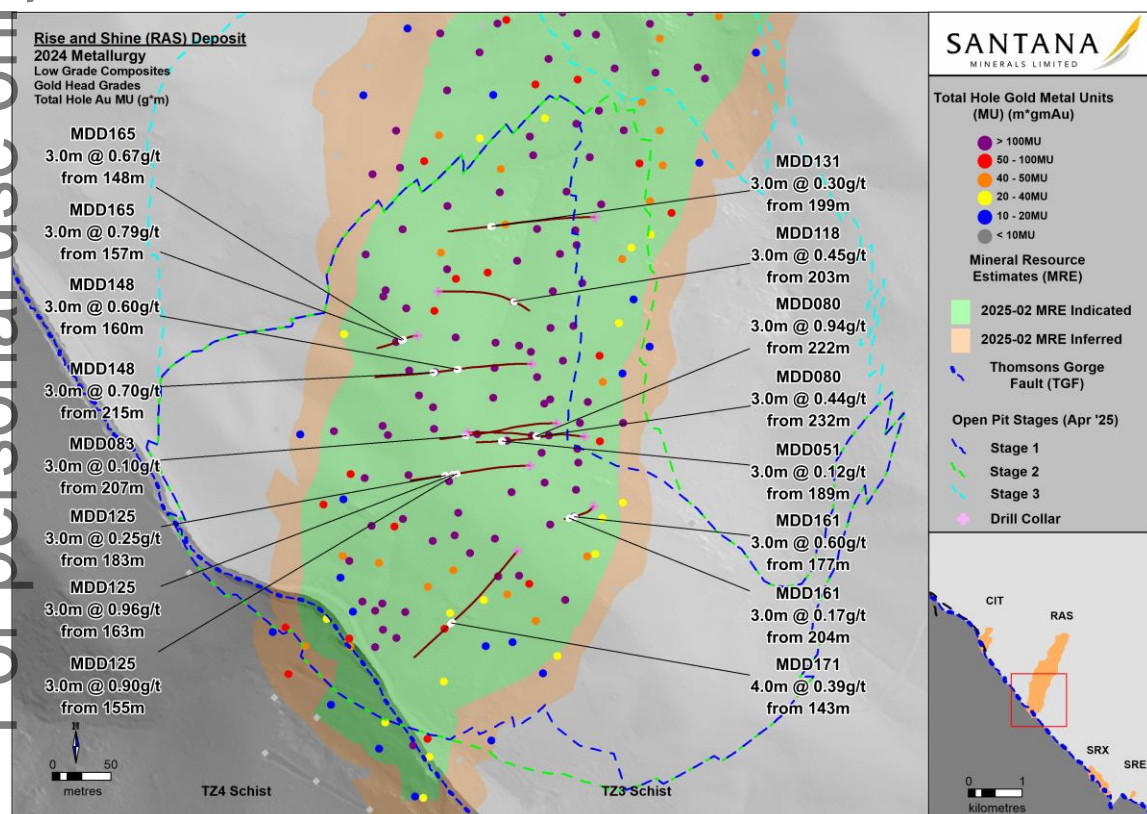 For personal use only
Rise and Shine (RAS) Deposit
2024 Metallurgy
Low Grade Composites
Gold Head Grades
Total Hole Au MU (g*m)
MDD165
3.0m @ 0.67g/t
from 148m
MDD165
3.0m @ 0.79g/t
from 157m
MDD148
3.0m @ 0.60g/t
from 160m
MDD148
3.0m @ 0.70g/t
from 215m
MDD083
3.0m @ 0.10g/t
from 207m
MDD125
3.0m @ 0.25g/t
from 183m
MDD125
3.0m @ 0.96g/t
from 163m
MDD125
3.0m @ 0.90g/t
from 155m
N
0 50
metres
TZ4 Schist
TZ3 Schist
MDD131
3.0m @ 0.30g/t
from 199m
MDD118
3.0m @ 0.45g/t
from 203m
MDD080
3.0m @ 0.94g/t
from 222m
MDD080
3.0m @ 0.44g/t
from 232m
MDD051
3.0m @ 0.12g/t
from 189m
MDD161
3.0m @ 0.60g/t
from 177m
MDD161
3.0m @ 0.17g/t
from 204m
MDD171
4.0m @ 0.39g/t
from 143m
SANTANA
MINERALS LIMITED
Total Hole Gold Metal Units
(MU) (m*gmAu)
> 100MU
50 - 100MU
40 - 50MU
20 - 40MU
10 - 20MU
< 10MU
Mineral Resource
Estimates (MRE)
2025-02 MRE Indicated
2025-02 MRE Inferred
Thomsons Gorge
Fault (TGF)
Open Pit Stages (Apr '25)
Stage 1
Stage 2
Stage 3
Drill Collar
CIT
RAS
SRX
SRE
0 1
kilometres